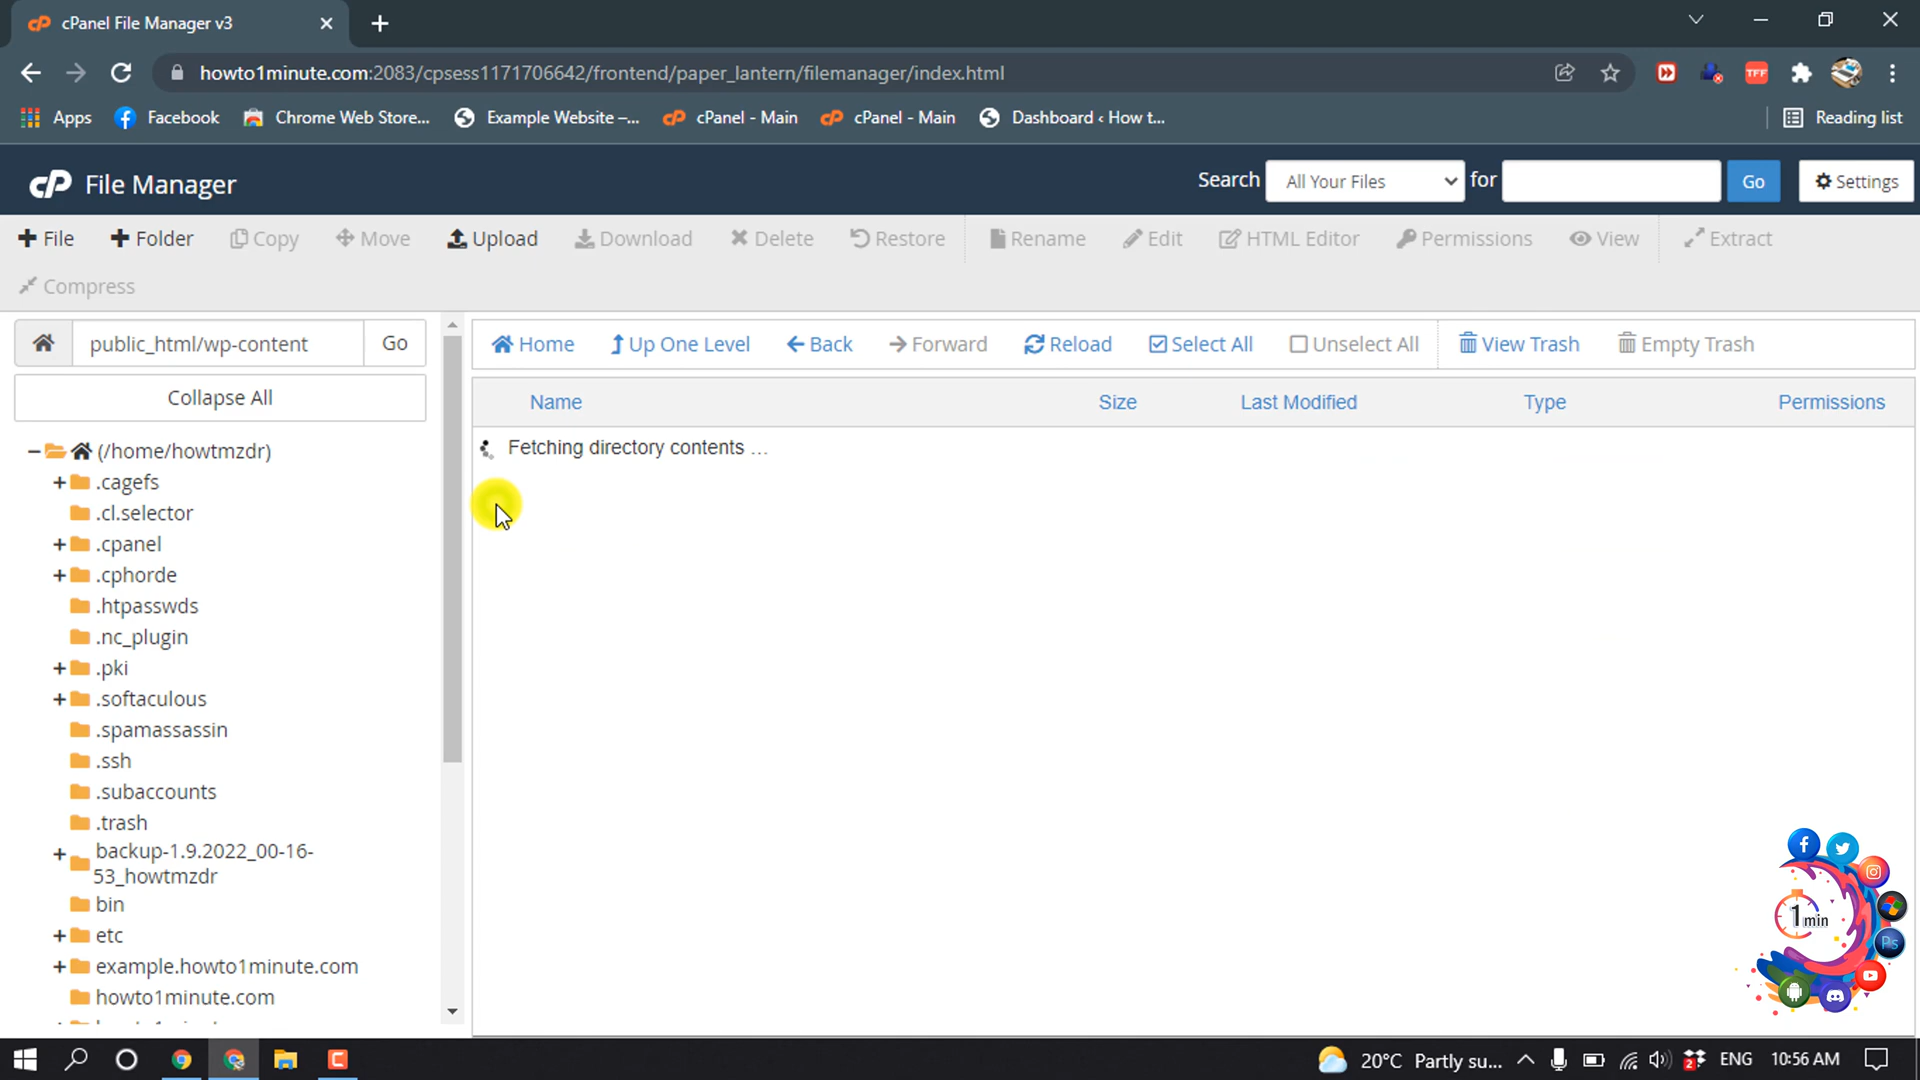 cPanel File Manager v3
howto1minute.com:2083/cpsess1171706642/frontend/paper_lantern/filemanager/index.html
Apps Facebook Chrome Web Store... Example Website –... cPanel - Main cPanel - Main Dashboard ‹ How t... Reading list
cP File Manager Search All Your Files for Go Settings
File Folder Copy Move Upload Download Delete Restore Rename Edit HTML Editor Permissions View Extract
Compress
public_html/wp-content Go Home Up One Level Back Forward Reload Select All Unselect All View Trash Empty Trash
Collapse All
Name Size Last Modified Type Permissions
Fetching directory contents ...
(/home/howtmzdr)
.cagefs
.cl.selector
.cpanel
.cphorde
.htpasswds
.nc_plugin
.pki
.softaculous
.spamassassin
.ssh
.subaccounts
.trash
backup-1.9.2022_00-16-
53_howtmzdr
bin
etc
example.howto1minute.com
howto1minute.com
1 min
Ps
20°C Partly su... 2 ENG 10:56 AM